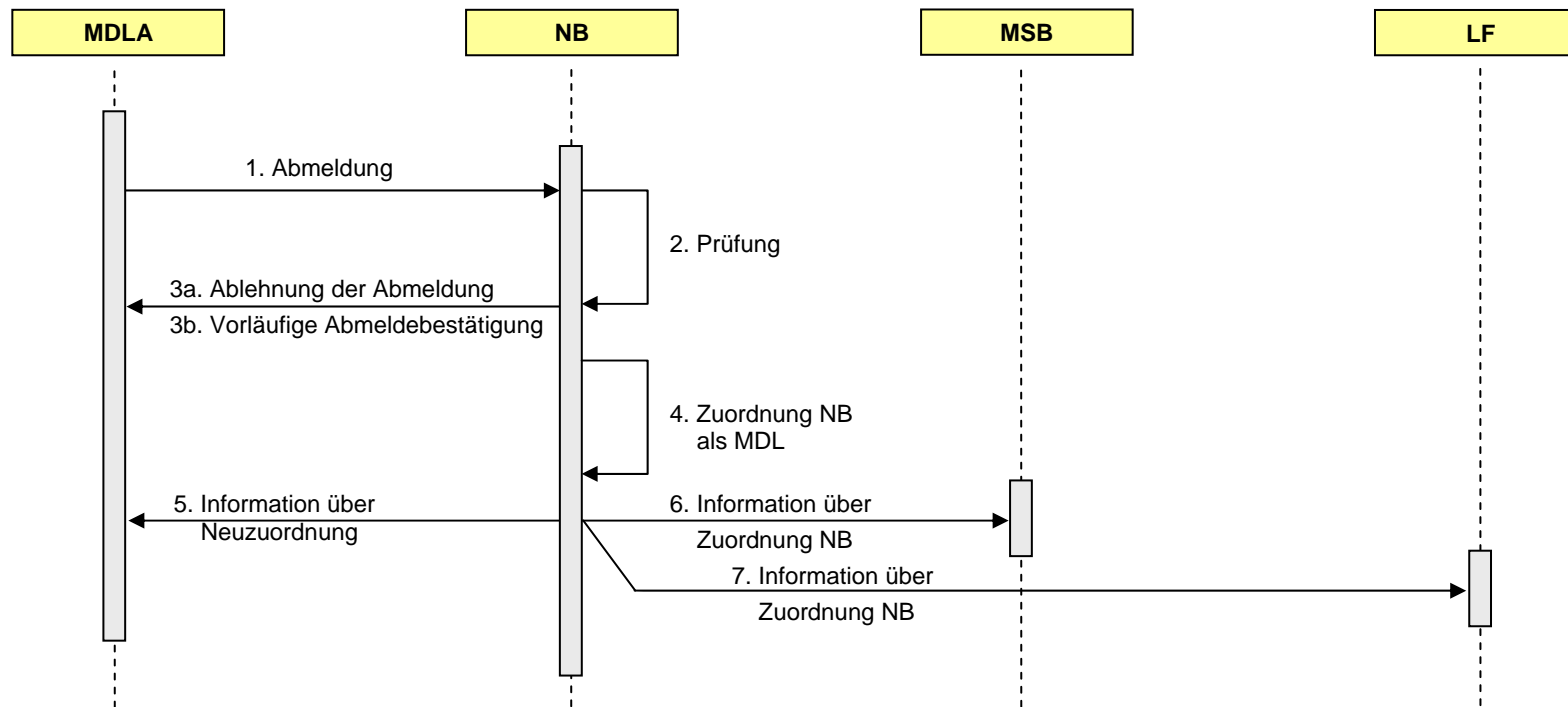 MDLA
NB
MSB
LF
1. Abmeldung
2. Prüfung
3a. Ablehnung der Abmeldung
3b. Vorläufige Abmeldebestätigung
4. Zuordnung NB
als MDL
5. Information über
Neuzuordnung
6. Information über
Zuordnung NB
7. Information über
Zuordnung NB